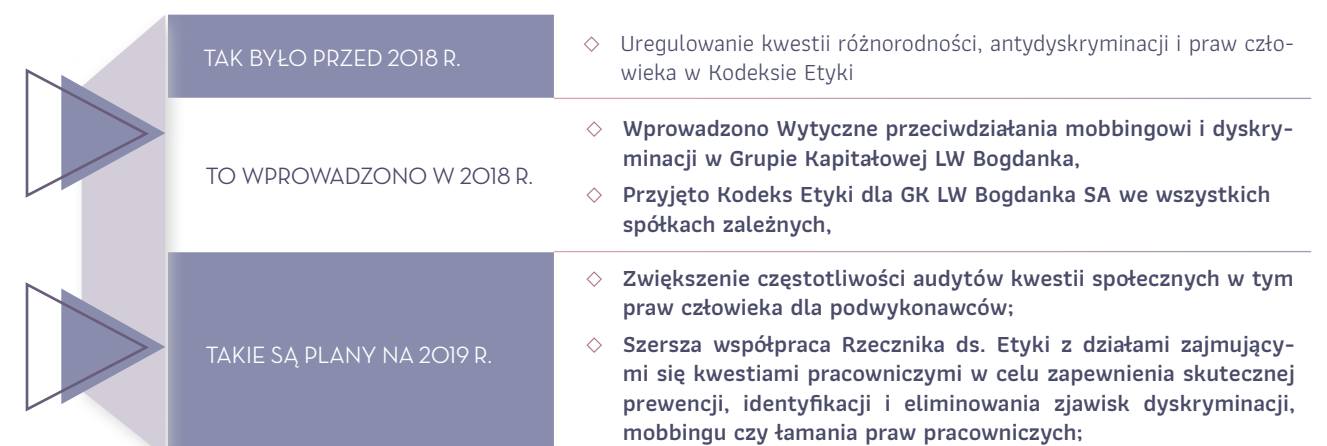 TAK BYŁO PRZED 2018 R.
◇ Uregulowanie kwestii różnorodności, antydyskryminacji i praw czło-
wieka w Kodeksie Etyki
TO WPROWADZONO W 2018 R.
◇ Wprowadzono Wytyczne przeciwdziałania mobbingowi i dyskry-
minacji w Grupie Kapitałowej LW Bogdanka,
◇ Przyjęto Kodeks Etyki dla GK LW Bogdanka SA we wszystkich
spółkach zależnych,
TAKIE SĄ PLANY NA 2019 R.
◇ Zwiększenie częstotliwości audytów kwestii społecznych w tym
praw człowieka dla podwykonawców;
◇ Szersza współpraca Rzecznika ds. Etyki z działami zajmujący-
mi się kwestiami pracowniczymi w celu zapewnienia skutecznej
prewencji, identyfikacji i eliminowania zjawisk dyskryminacji,
mobbingu czy łamania praw pracowniczych;